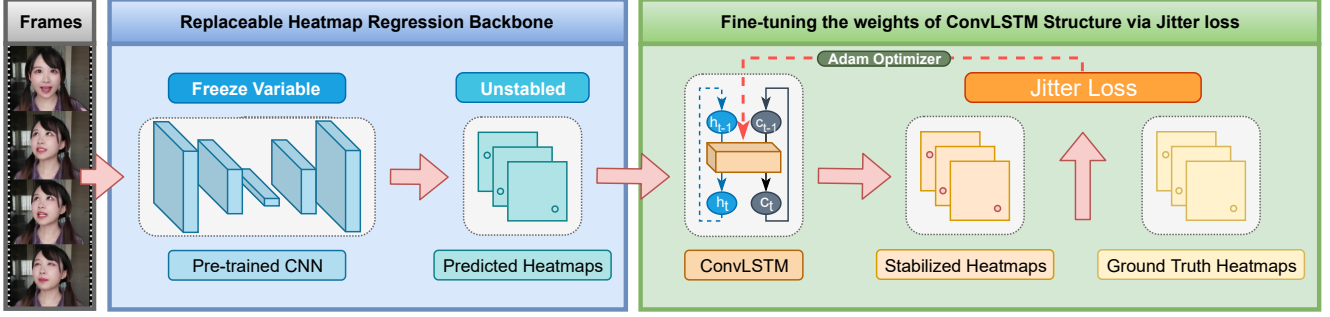 Frames
Replaceable Heatmap Regression Backbone
Fine-tuning the weights of ConvLSTM Structure via Jitter loss
Adam Optimizer
Freeze Variable
Unstabled
Jitter Loss
h_{t-1}
c_{t-1}
h_t
c_t
Pre-trained CNN
Predicted Heatmaps
ConvLSTM
Stabilized Heatmaps
Ground Truth Heatmaps